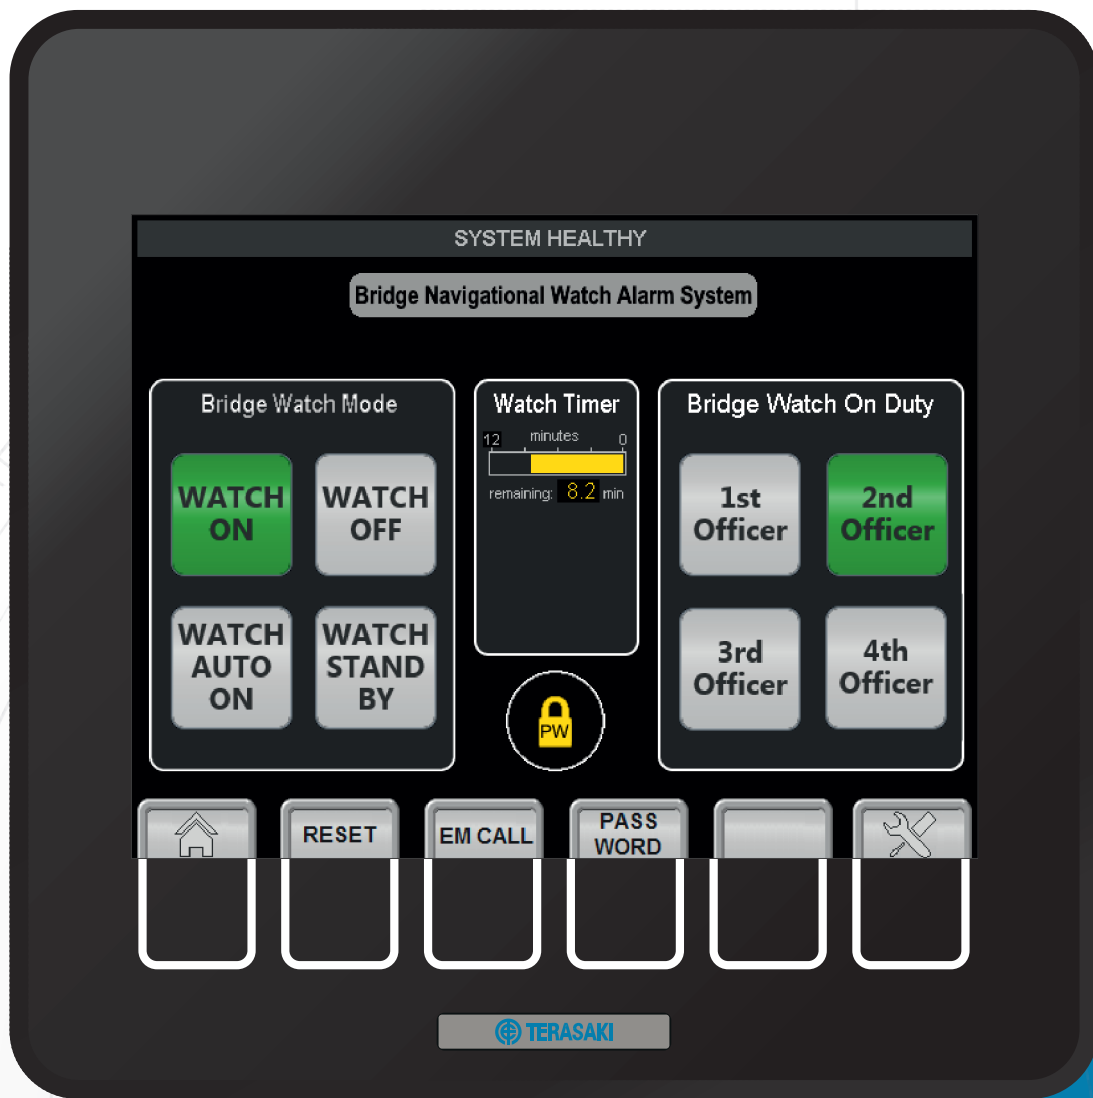 SYSTEM HEALTHY
Bridge Navigational Watch Alarm System
Bridge Watch Mode
WATCH
ON
WATCH
OFF
WATCH
AUTO
ON
WATCH
STAND
BY
Watch Timer
12 minutes 0
remaining: 8.2 min
PW
Bridge Watch On Duty
1st
Officer
2nd
Officer
3rd
Officer
4th
Officer
RESET
EM CALL
PASS
WORD
TERASAKI